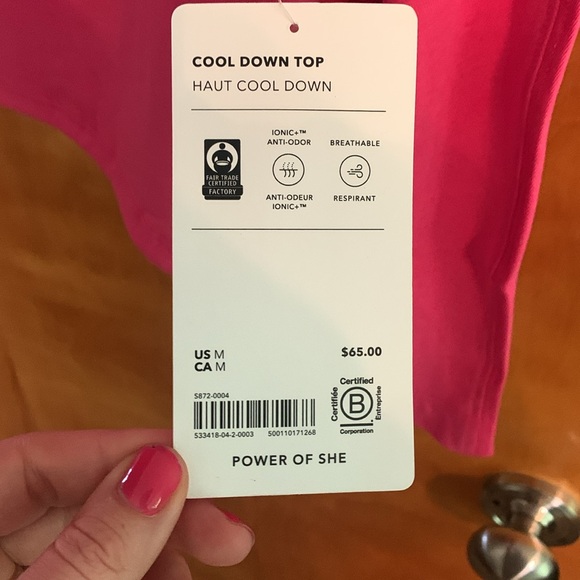 COOL DOWN TOP
HAUT COOL DOWN
FAIR TRADE
CERTIFIED
FACTORY
IONIC+™
ANTI-ODOR
ANTI-ODEUR
IONIC+™
BREATHABLE
RESPIRANT
US M
CA M
$65.00
S872-0004
533418-04-2-0003 500110171268
Certified
Certifiée
B
Entreprise
Corporation
POWER OF SHE